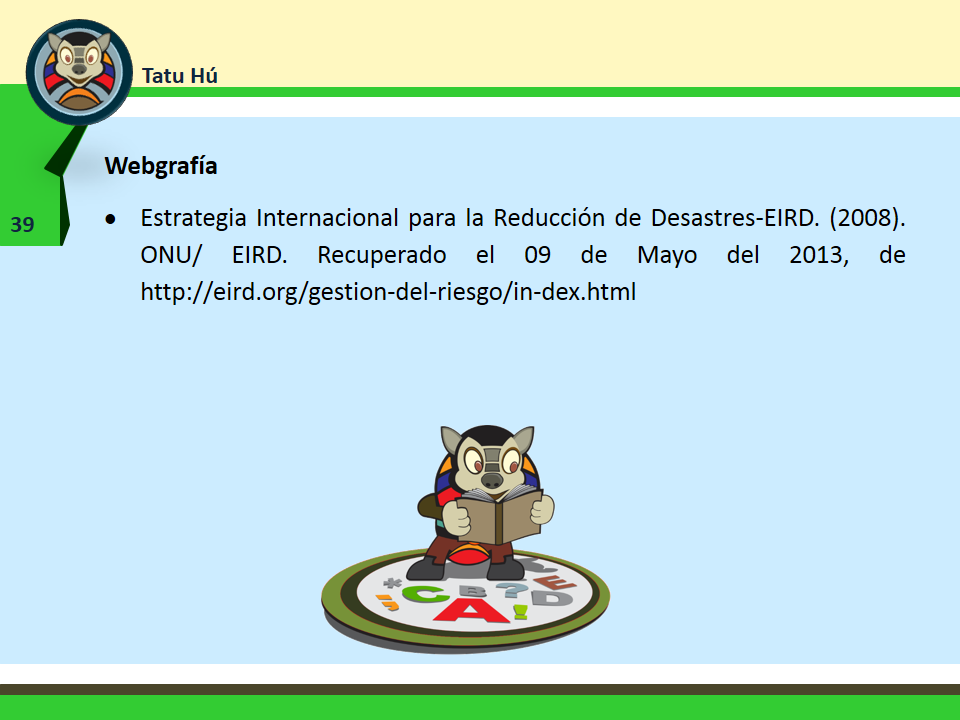 Tatu Hú
Webgrafía
39
• Estrategia Internacional para la Reducción de Desastres-EIRD. (2008).
ONU/ EIRD. Recuperado el 09 de Mayo del 2013, de
http://eird.org/gestion-del-riesgo/in-dex.html
* C B ? E D
" A !